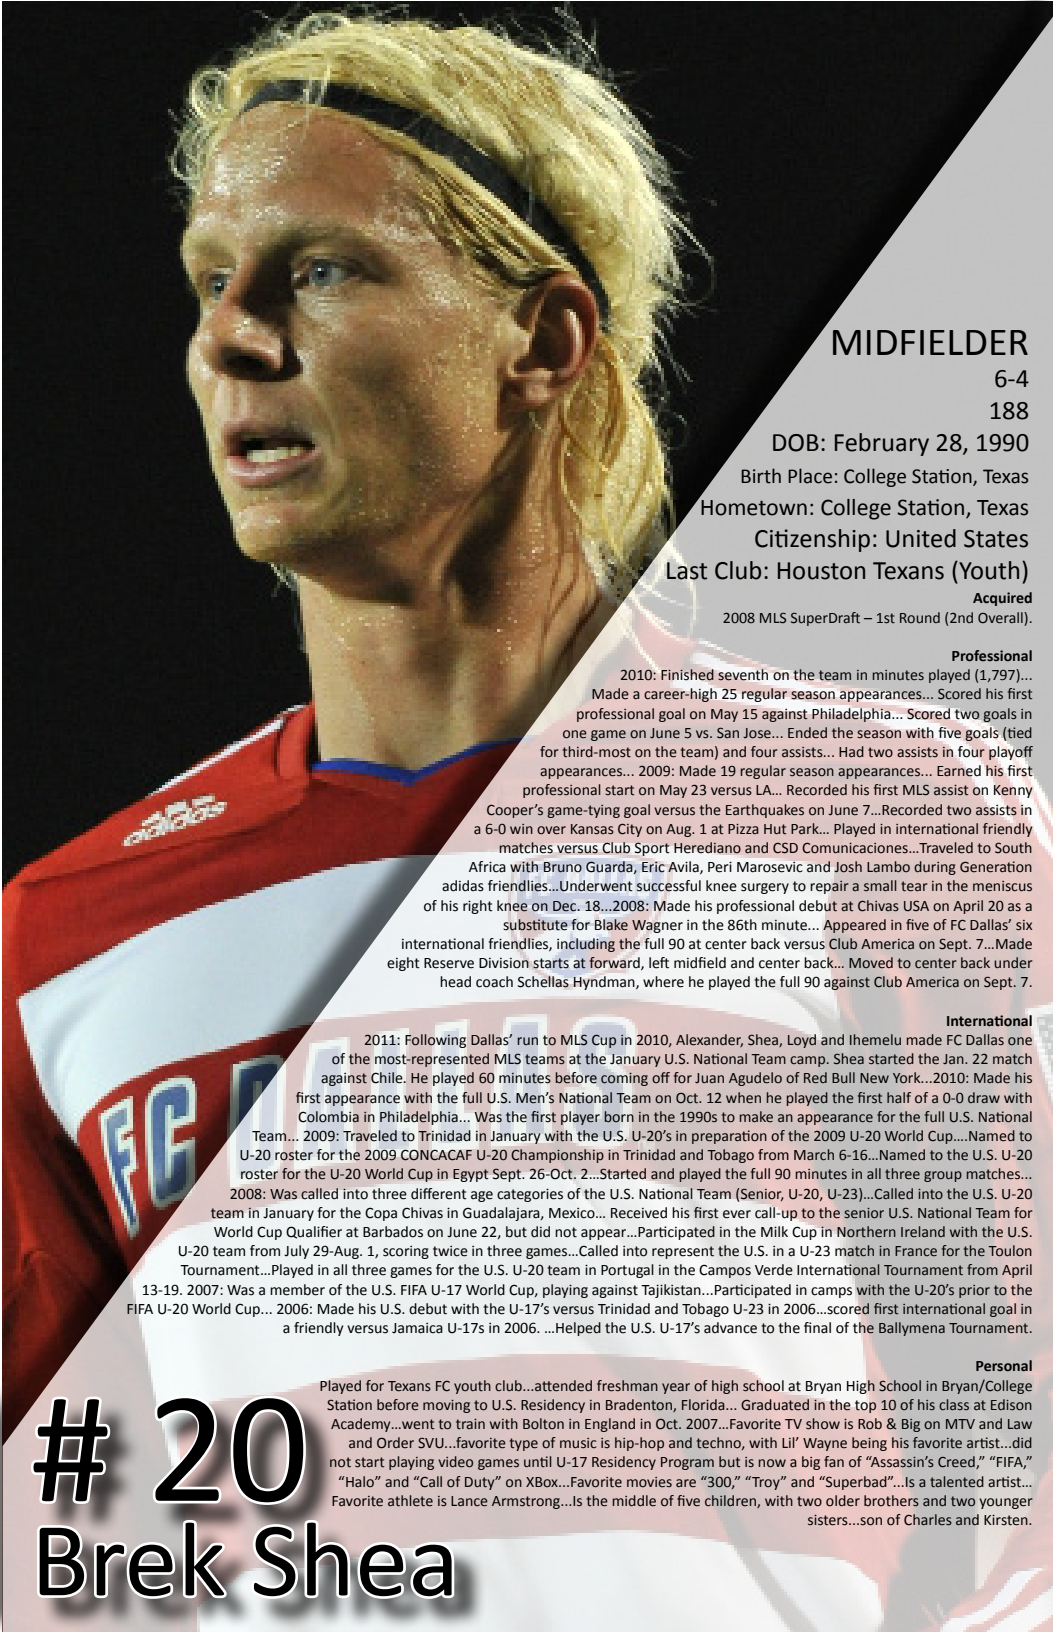 MIDFIELDER
6-4
188
DOB: February 28, 1990
Birth Place: College Station, Texas
Hometown: College Station, Texas
Citizenship: United States
Last Club: Houston Texans (Youth)
Acquired
2008 MLS SuperDraft – 1st Round (2nd Overall).
Professional
2010: Finished seventh on the team in minutes played (1,797)...
Made a career-high 25 regular season appearances... Scored his first
professional goal on May 15 against Philadelphia... Scored two goals in
one game on June 5 vs. San Jose... Ended the season with five goals (tied
for third-most on the team) and four assists... Had two assists in four playoff
appearances... 2009: Made 19 regular season appearances... Earned his first
professional start on May 23 versus LA... Recorded his first MLS assist on Kenny
Cooper's game-tying goal versus the Earthquakes on June 7...Recorded two assists in
a 6-0 win over Kansas City on Aug. 1 at Pizza Hut Park... Played in international friendly
matches versus Club Sport Herediano and CSD Comunicaciones...Traveled to South
Africa with Bruno Guarda, Eric Avila, Peri Marosevic and Josh Lambo during Generation
adidas friendlies...Underwent successful knee surgery to repair a small tear in the meniscus
of his right knee on Dec. 18...2008: Made his professional debut at Chivas USA on April 20 as a
substitute for Blake Wagner in the 86th minute... Appeared in five of FC Dallas' six
international friendlies, including the full 90 at center back versus Club America on Sept. 7...Made
eight Reserve Division starts at forward, left midfield and center back... Moved to center back under
head coach Schellas Hyndman, where he played the full 90 against Club America on Sept. 7.
International
2011: Following Dallas' run to MLS Cup in 2010, Alexander, Shea, Loyd and Ihemelu made FC Dallas one
of the most-represented MLS teams at the January U.S. National Team camp. Shea started the Jan. 22 match
against Chile. He played 60 minutes before coming off for Juan Agudelo of Red Bull New York...2010: Made his
first appearance with the full U.S. Men's National Team on Oct. 12 when he played the first half of a 0-0 draw with
Colombia in Philadelphia... Was the first player born in the 1990s to make an appearance for the full U.S. National
Team... 2009: Traveled to Trinidad in January with the U.S. U-20's in preparation of the 2009 U-20 World Cup....Named to
U-20 roster for the 2009 CONCACAF U-20 Championship in Trinidad and Tobago from March 6-16...Named to the U.S. U-20
roster for the U-20 World Cup in Egypt Sept. 26-Oct. 2...Started and played the full 90 minutes in all three group matches...
2008: Was called into three different age categories of the U.S. National Team (Senior, U-20, U-23)...Called into the U.S. U-20
team in January for the Copa Chivas in Guadalajara, Mexico... Received his first ever call-up to the senior U.S. National Team for
World Cup Qualifier at Barbados on June 22, but did not appear...Participated in the Milk Cup in Northern Ireland with the U.S.
U-20 team from July 29-Aug. 1, scoring twice in three games...Called into represent the U.S. in a U-23 match in France for the Toulon
Tournament...Played in all three games for the U.S. U-20 team in Portugal in the Campos Verde International Tournament from April
13-19. 2007: Was a member of the U.S. FIFA U-17 World Cup, playing against Tajikistan...Participated in camps with the U-20's prior to the
FIFA U-20 World Cup... 2006: Made his U.S. debut with the U-17's versus Trinidad and Tobago U-23 in 2006...scored first international goal in
a friendly versus Jamaica U-17s in 2006. ...Helped the U.S. U-17's advance to the final of the Ballymena Tournament.
Personal
Played for Texans FC youth club...attended freshman year of high school at Bryan High School in Bryan/College
Station before moving to U.S. Residency in Bradenton, Florida... Graduated in the top 10 of his class at Edison
Academy...went to train with Bolton in England in Oct. 2007...Favorite TV show is Rob & Big on MTV and Law
and Order SVU...favorite type of music is hip-hop and techno, with Lil' Wayne being his favorite artist...did
not start playing video games until U-17 Residency Program but is now a big fan of "Assassin's Creed," "FIFA,"
"Halo" and "Call of Duty" on XBox...Favorite movies are "300," "Troy" and "Superbad"...Is a talented artist...
Favorite athlete is Lance Armstrong...Is the middle of five children, with two older brothers and two younger
sisters...son of Charles and Kirsten.
# 20
Brek Shea
adidas
FC DALLAS
FC DALLAS